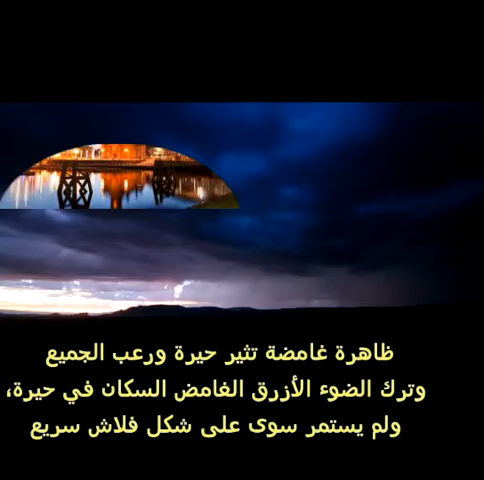 ظاهرة غامضة تثير حيرة ورعب الجميع
وترك الضوء الأزرق الغامض السكان في حيرة،
ولم يستمر سوى على شكل فلاش سريع